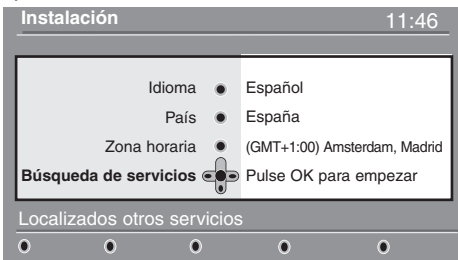 Instalación 11:46
Idioma Español
País España
Zona horaria (GMT+1:00) Amsterdam, Madrid
Búsqueda de servicios Pulse OK para empezar
Localizados otros servicios